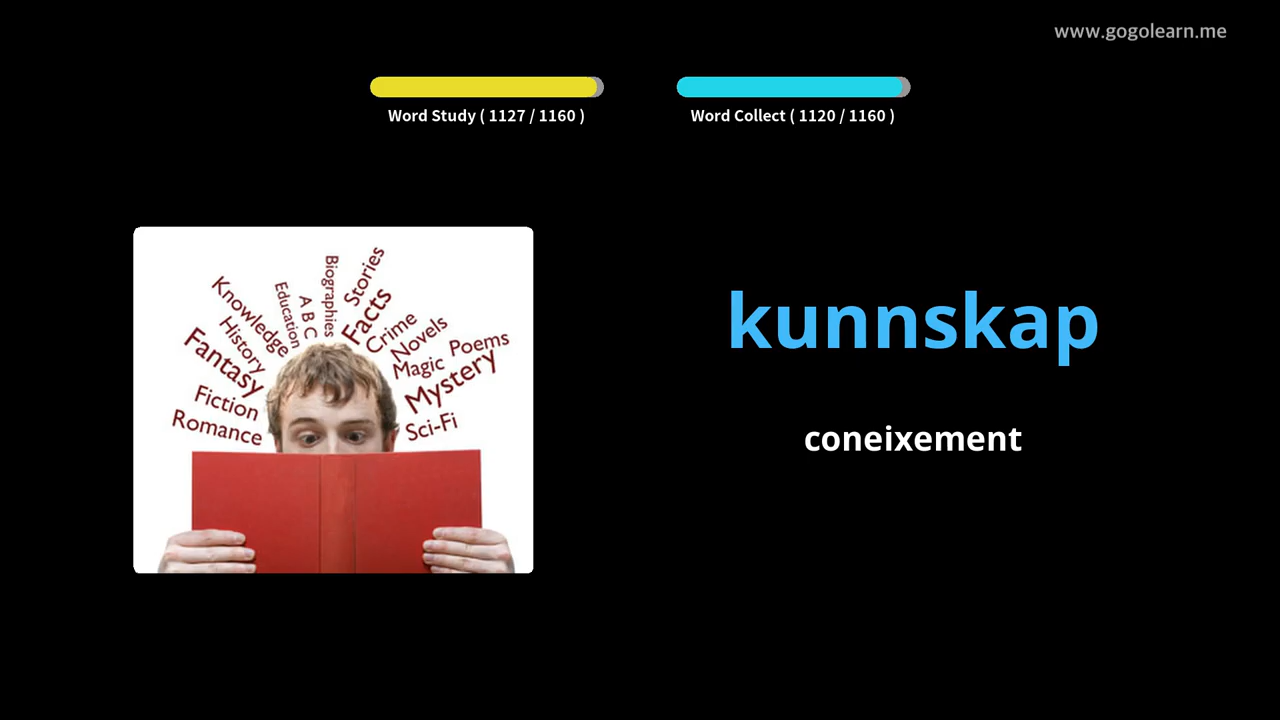 www.gogolearn.me
Word Study ( 1127 / 1160 )
Word Collect ( 1120 / 1160 )
Biographies
Stories
Education
A B C
Facts
Knowledge
Crime
History
Novels
Poems
Fantasy
Magic
Mystery
Fiction
Romance
Sci-Fi
kunnskap
coneixement